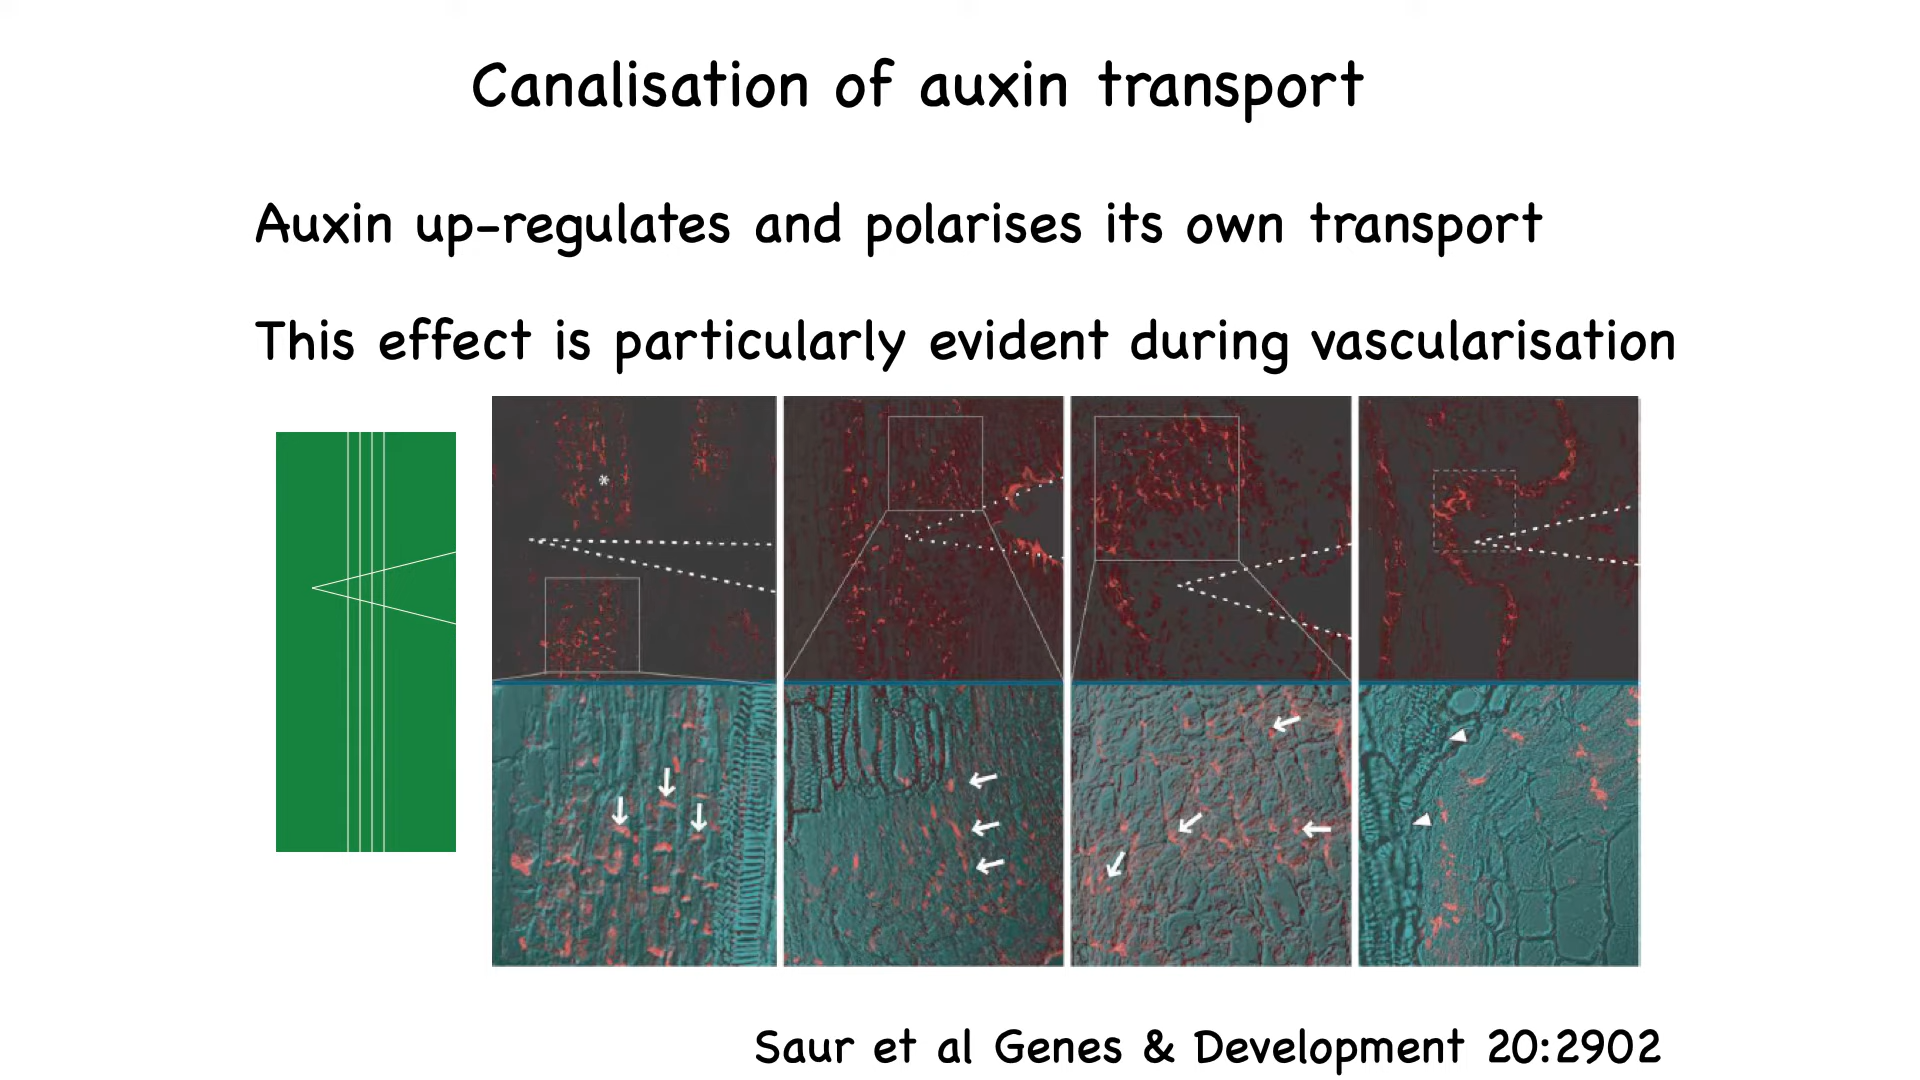 Canalisation of auxin transport
Auxin up-regulates and polarises its own transport
This effect is particularly evident during vascularisation
*
Saur et al Genes & Development 20:2902